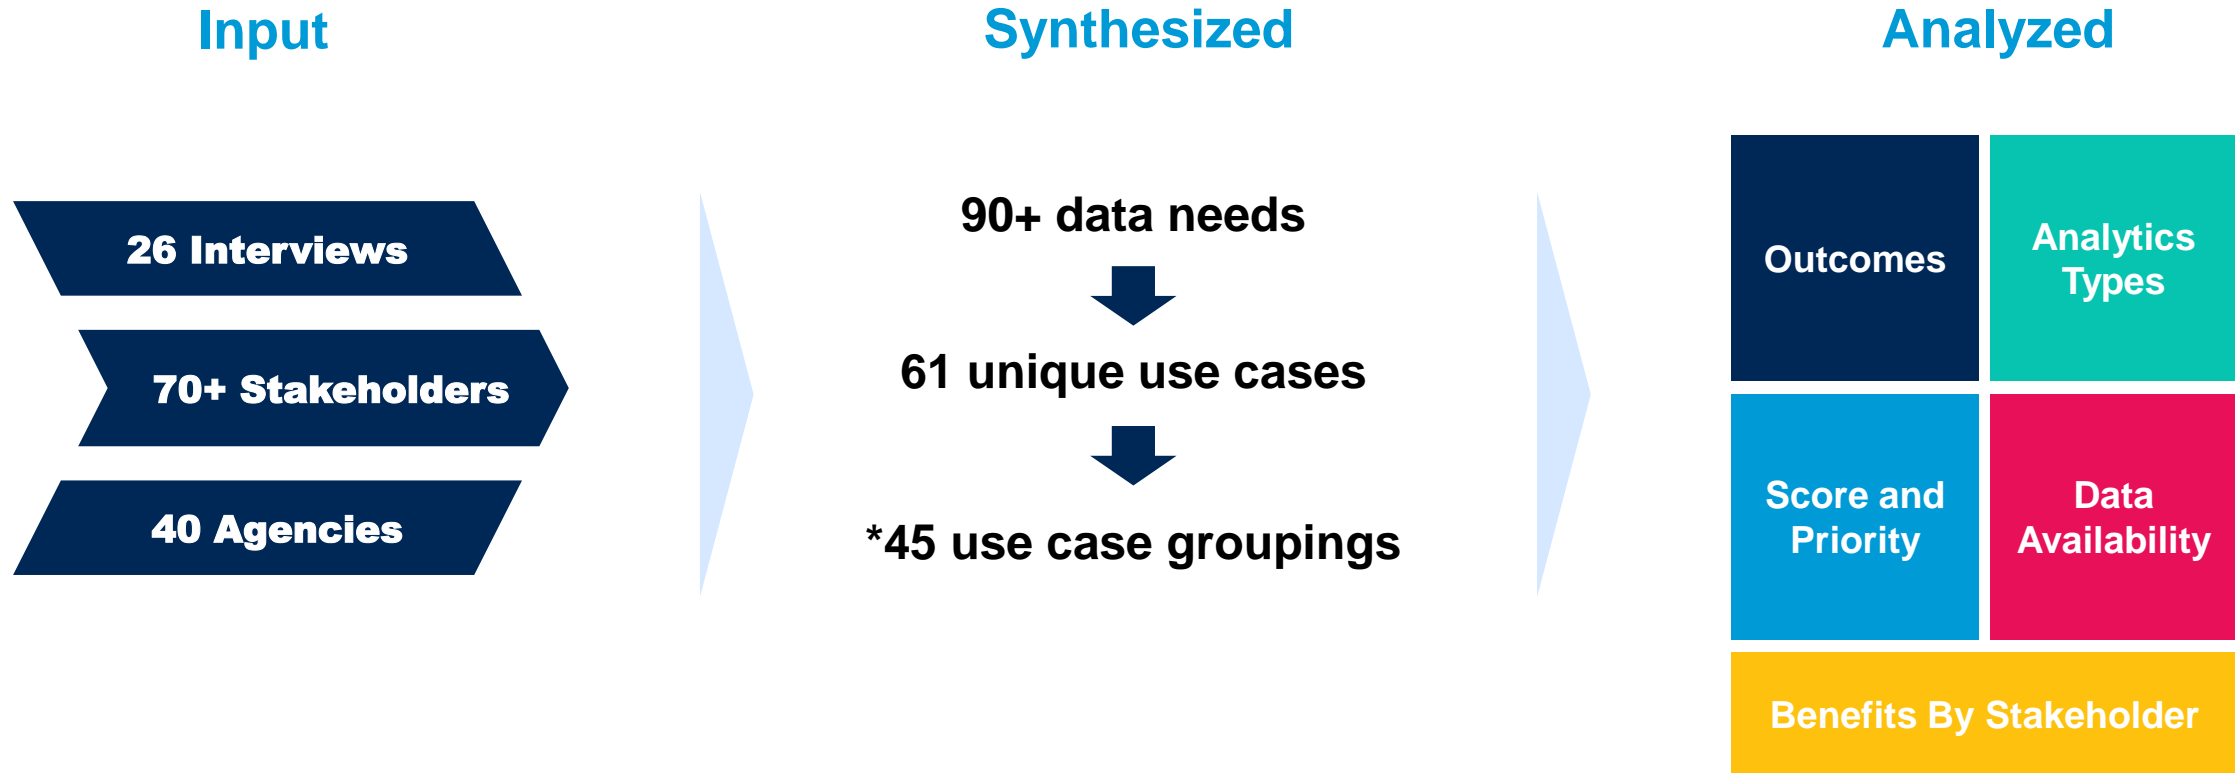 Input
26 Interviews
70+ Stakeholders
40 Agencies
Synthesized
90+ data needs
61 unique use cases
*45 use case groupings
Analyzed
Outcomes
Analytics
Types
Score and
Priority
Data
Availability
Benefits By Stakeholder